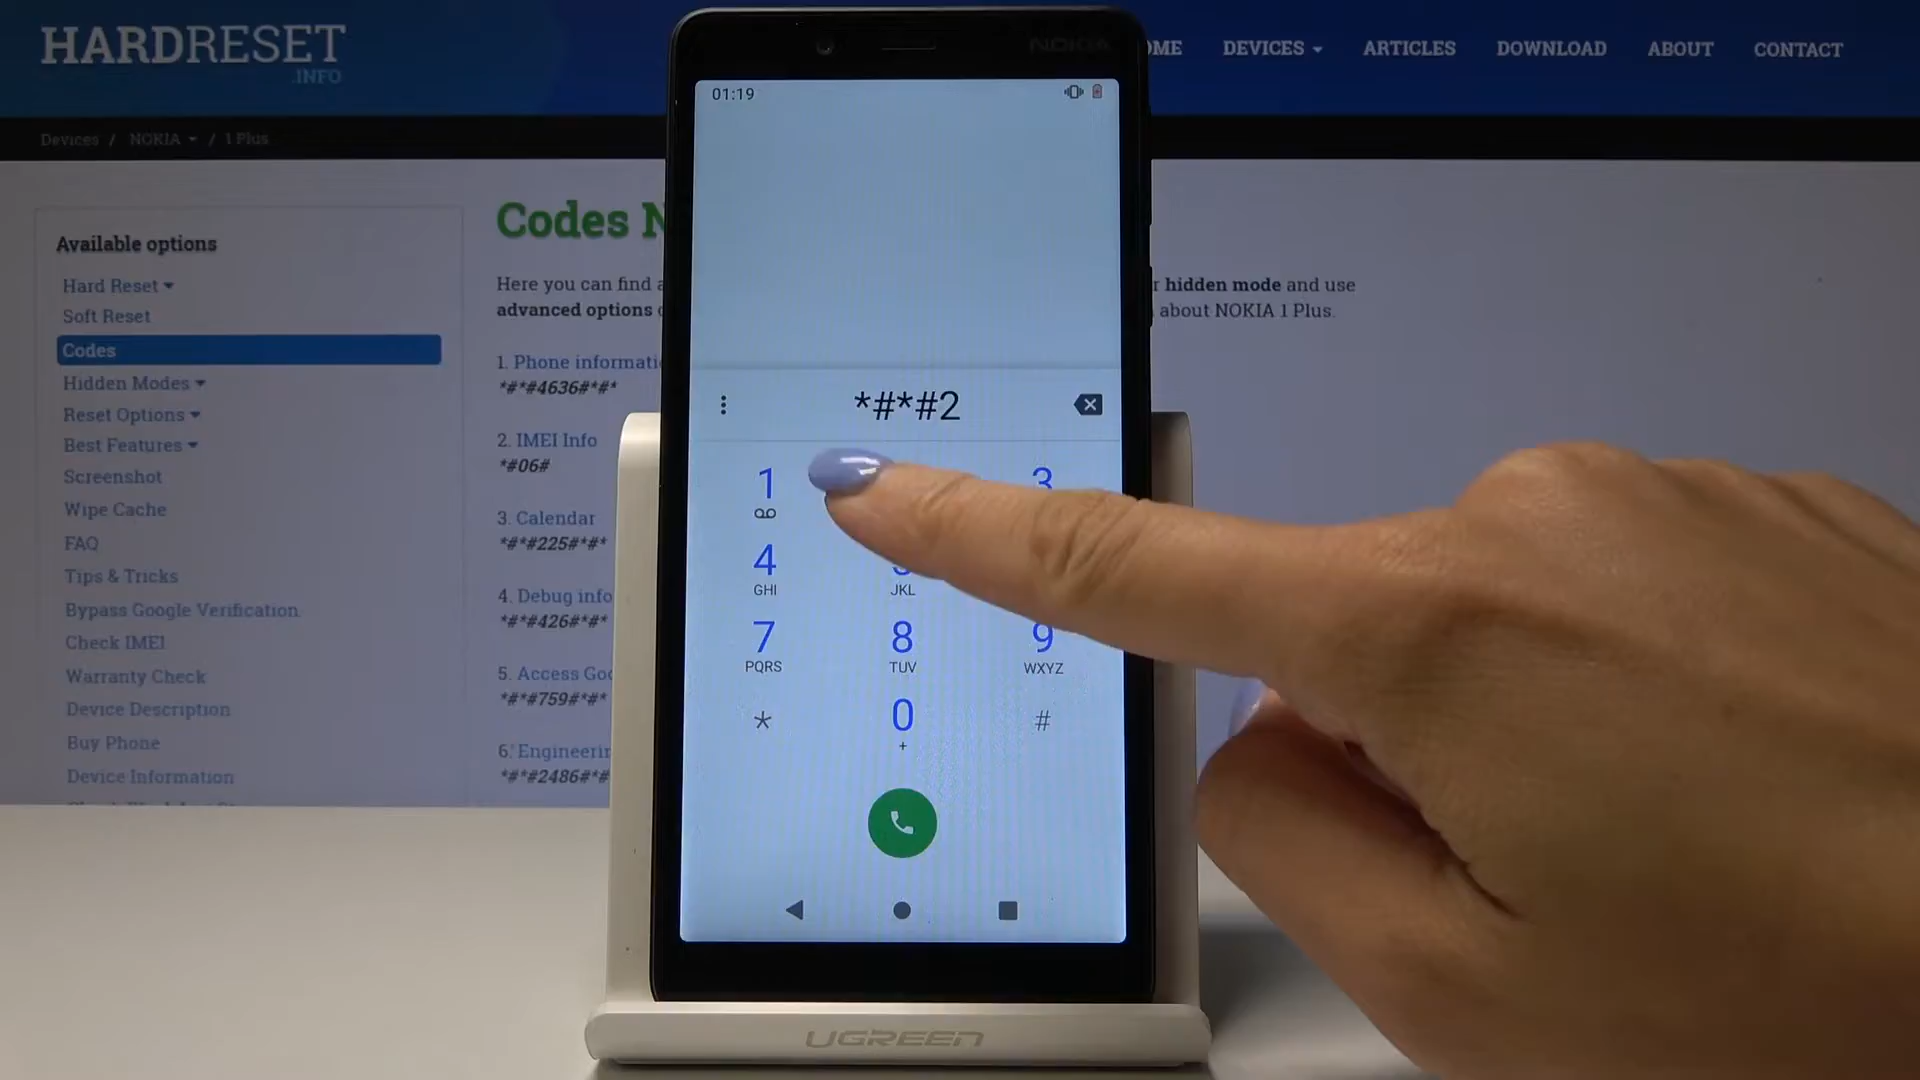 HARDRESET
.INFO
OME DEVICES ARTICLES DOWNLOAD ABOUT CONTACT
Devices / NOKIA / 1 Plus
Available options
Hard Reset
Soft Reset
Codes
Hidden Modes
Reset Options
Best Features
Screenshot
Wipe Cache
FAQ
Tips & Tricks
Bypass Google Verification
Check IMEI
Warranty Check
Device Description
Buy Phone
Device Information
Codes N
Here you can find a
r hidden mode and use
advanced options
about NOKIA 1 Plus.
1. Phone informati
*#*#4636#*#*
2. IMEI Info
*#06#
3. Calendar
*#*#225#*#*
4. Debug info
*#*#426#*#*
5. Access Goo
*#*#759#*#*
6. Engineerin
*#*#2486#*#
NOKIA
01:19
*#*#2
1 3
4
GHI JKL
7 8 9
PQRS TUV WXYZ
* 0 #
+
UGREEN